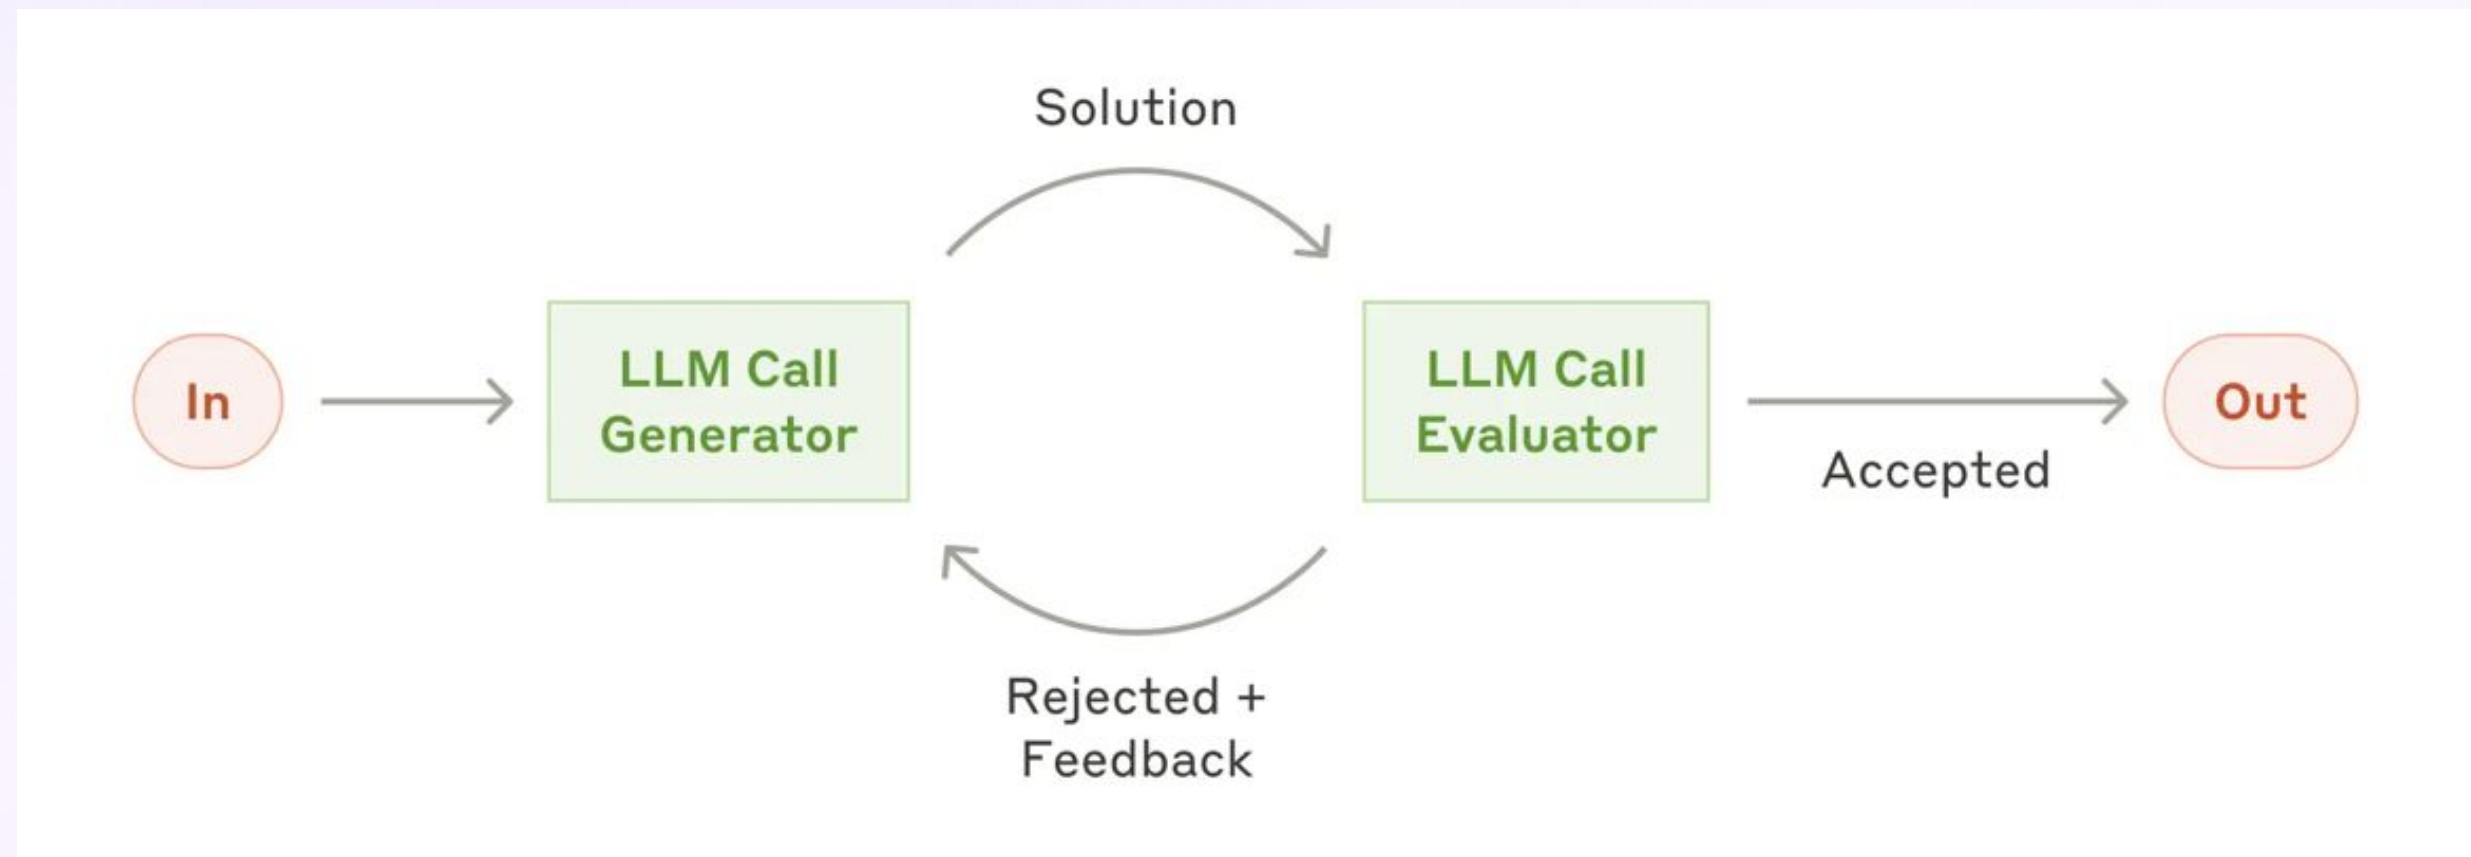 Solution
In
LLM Call
Generator
LLM Call
Evaluator
Accepted
Out
Rejected +
Feedback